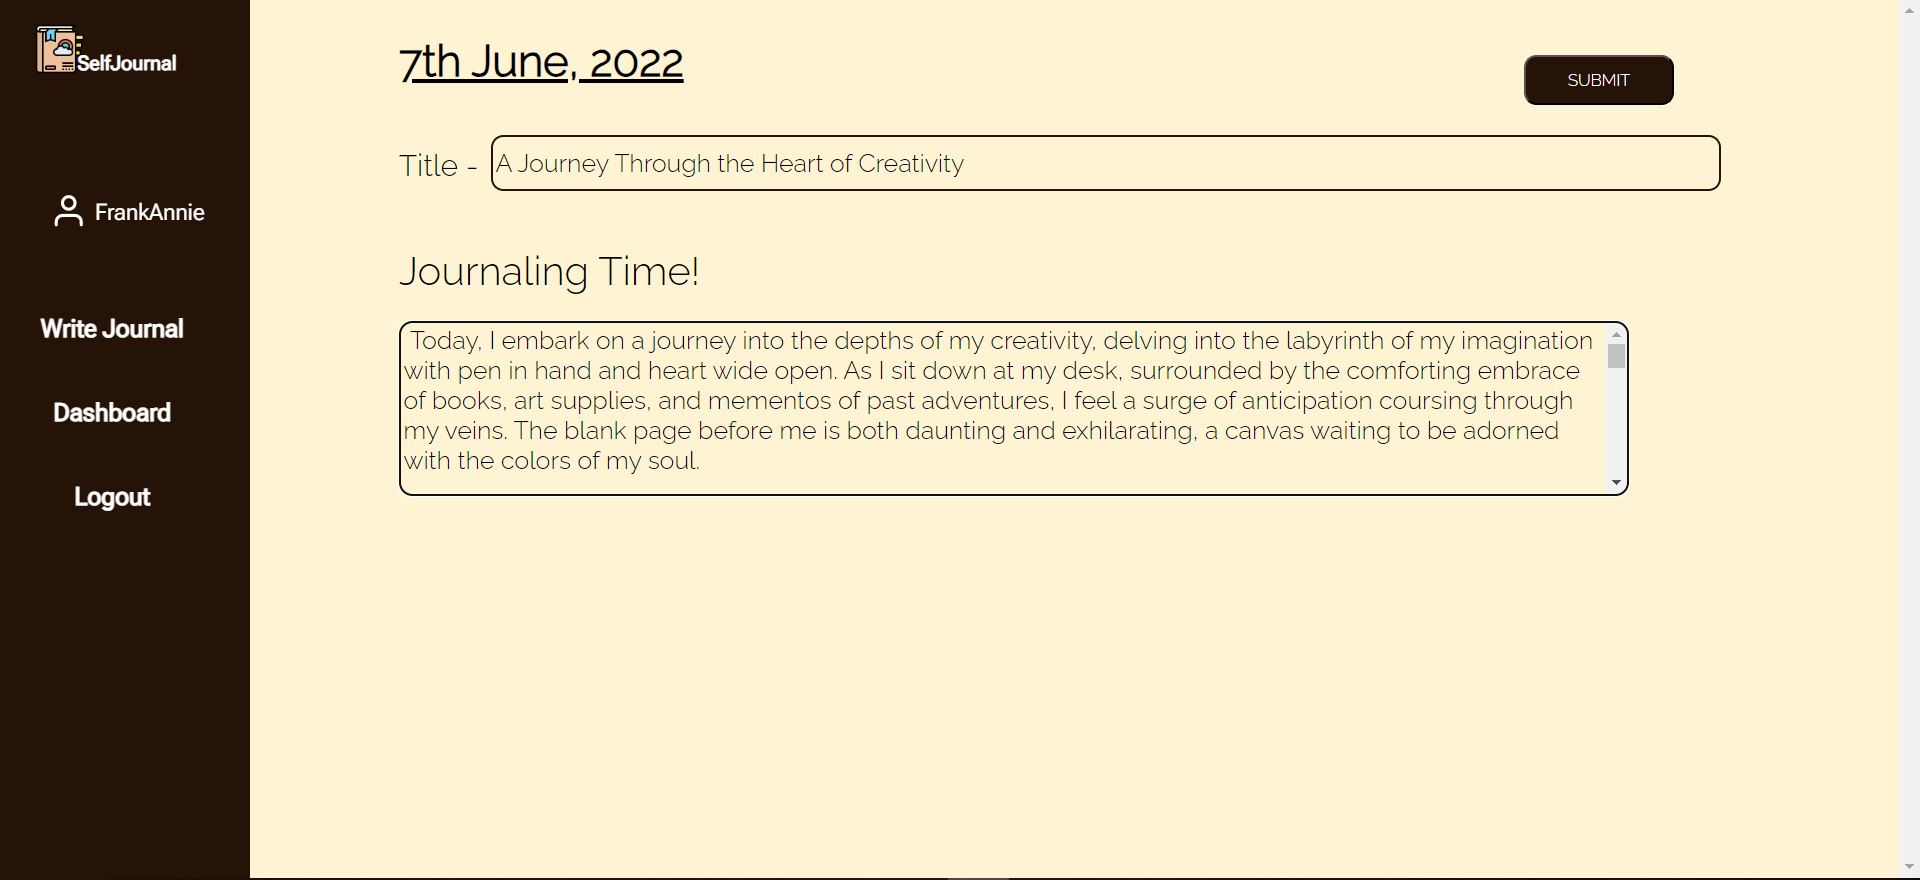 SelfJournal
FrankAnnie
Write Journal
Dashboard
Logout
7th June, 2022
SUBMIT
Title -
A Journey Through the Heart of Creativity
Journaling Time!
Today, I embark on a journey into the depths of my creativity, delving into the labyrinth of my imagination
with pen in hand and heart wide open. As I sit down at my desk, surrounded by the comforting embrace
of books, art supplies, and mementos of past adventures, I feel a surge of anticipation coursing through
my veins. The blank page before me is both daunting and exhilarating, a canvas waiting to be adorned
with the colors of my soul.